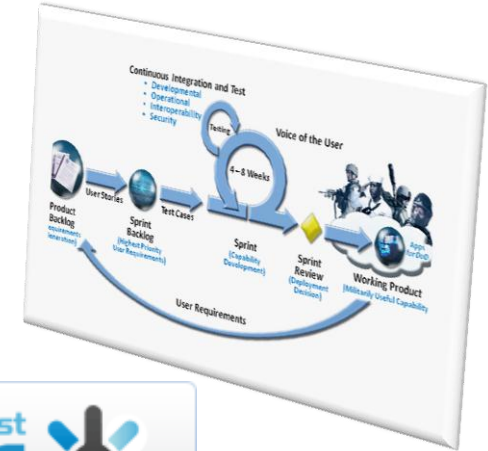 Continuous Integration and Test
• Developmental
• Operational
• Interoperability
• Security
Testing
Voice of the User
4 – 8 Weeks
User Stories
Test Cases
Product
Backlog
Sprint
Backlog
(Highest Priority
User Requirements)
Sprint
(Capability
Development)
Sprint
Review
(Deployment
Decision)
Apps
for DoD
Working Product
(Militarily Useful Capability
User Requirements